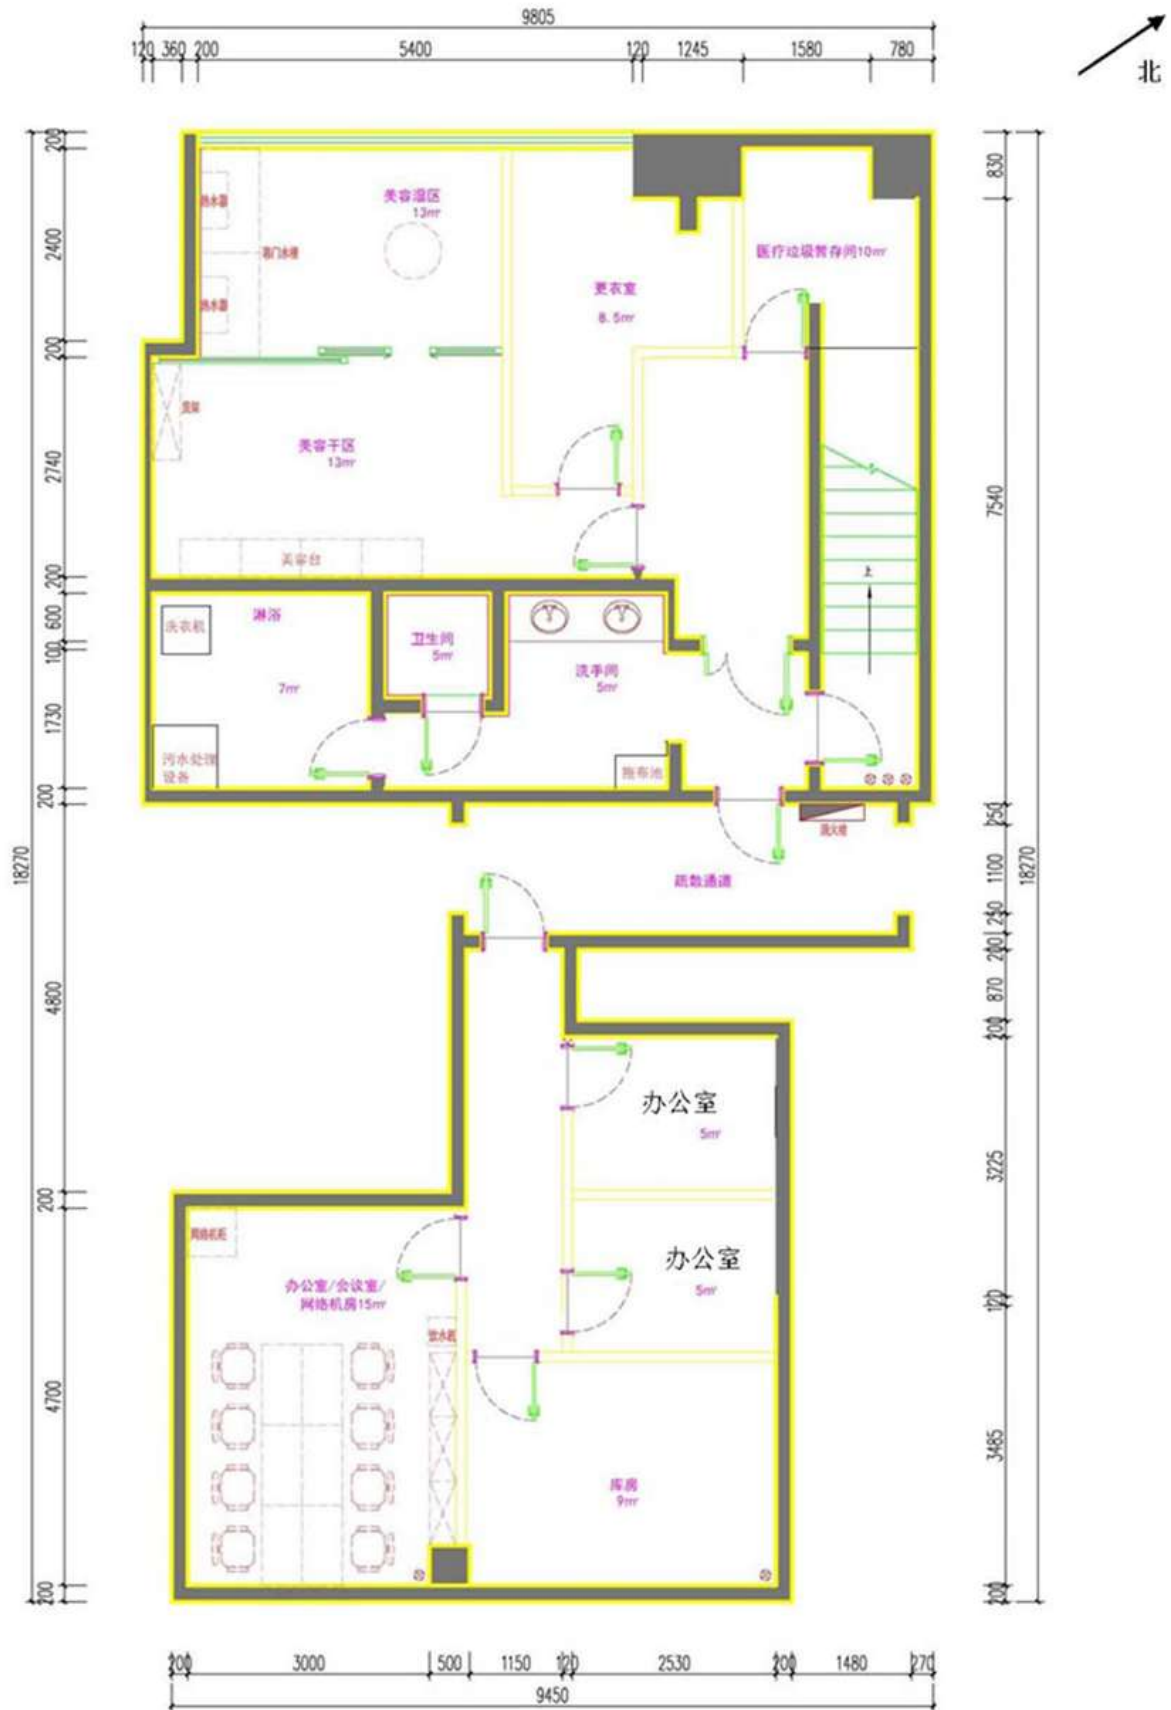 9805
120 360 200 5400 120 1245 1580 780
北
200
830
美容湿区
13㎡
热水器
宠门水槽
2400
医疗垃圾暂存间10㎡
更衣室
8.5㎡
热水器
200
货架
美容干区
13㎡
2740
7540
美容台
200
上
600
淋浴
洗衣机
卫生间
5㎡
100
洗手间
5㎡
7㎡
1730
污水处理
设备
拖布池
200
250
消火栓
18270
1100
18270
疏散通道
250
200
4800
870
200
办公室
5㎡
3225
200
网络机柜
办公室
5㎡
办公室/会议室/
网络机房15㎡
120
饮水机
4700
3485
库房
9㎡
200
200
200 3000 500 1150 120 2530 200 1480 270
9450